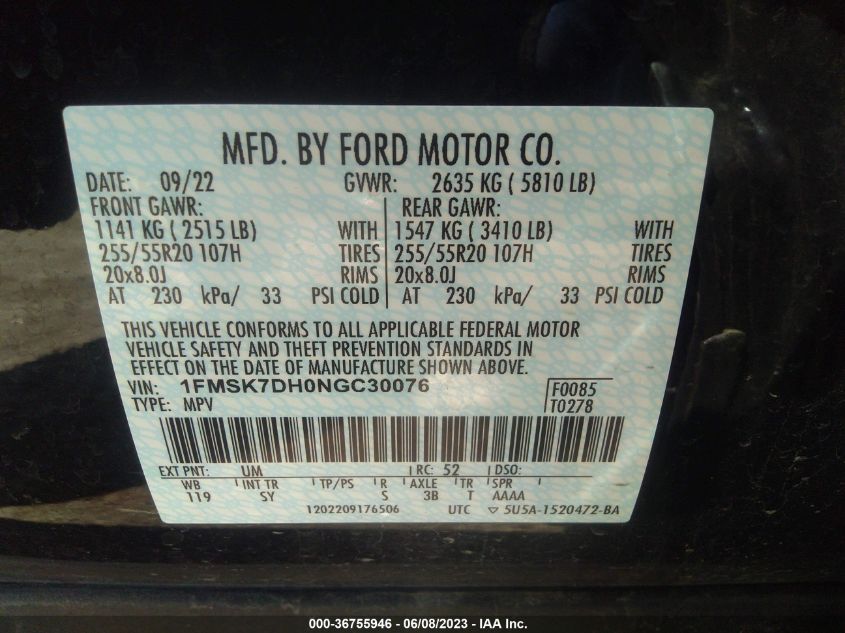 MFD. BY FORD MOTOR CO.
DATE: 09/22 GVWR: 2635 KG ( 5810 LB)
FRONT GAWR: REAR GAWR:
1141 KG ( 2515 LB) WITH 1547 KG ( 3410 LB) WITH
255/55R20 107H TIRES 255/55R20 107H TIRES
20x8.0J RIMS 20x8.0J RIMS
AT 230 kPa/ 33 PSI COLD AT 230 kPa/ 33 PSI COLD
THIS VEHICLE CONFORMS TO ALL APPLICABLE FEDERAL MOTOR
VEHICLE SAFETY AND THEFT PREVENTION STANDARDS IN
EFFECT ON THE DATE OF MANUFACTURE SHOWN ABOVE.
VIN: 1FMSK7DH0NGC30076 F0085
TYPE: MPV T0278
EXT PNT: UM RC: 52 DSO:
WB INT TR TP/PS R AXLE TR SPR
119 SY S 3B T AAAA
1202209176506 UTC ▽ 5U5A-1520472-BA
000-36755946 - 06/08/2023 - IAA Inc.